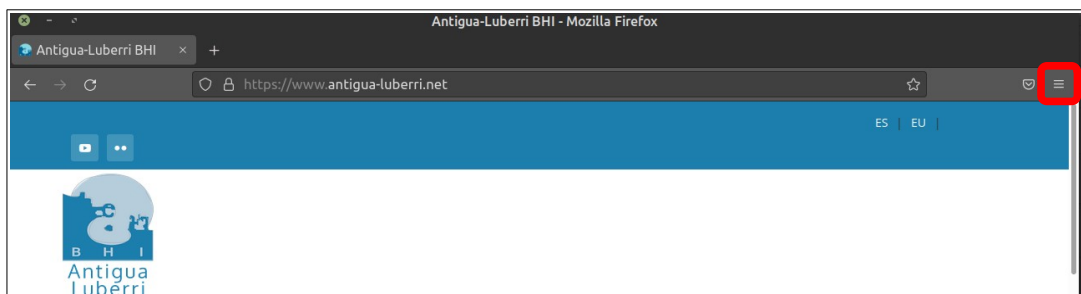 Antigua-Luberri BHI - Mozilla Firefox
Antigua-Luberri BHI
https://www.antigua-luberri.net
ES | EU |
B H I
Antigua
Luberri